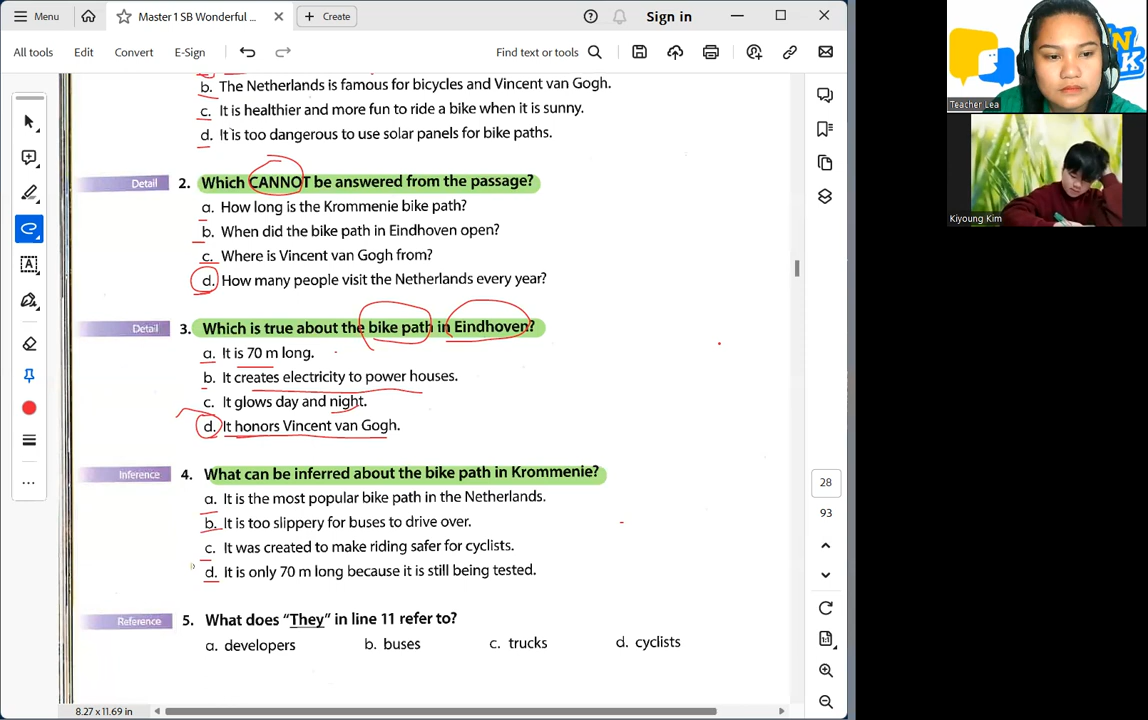 Menu
Master 1 SB Wonderful ...
Create
Sign in
All tools
Edit
Convert
E-Sign
Find text or tools
b. The Netherlands is famous for bicycles and Vincent van Gogh.
c. It is healthier and more fun to ride a bike when it is sunny.
d. It is too dangerous to use solar panels for bike paths.
Detail 2. Which CANNOT be answered from the passage?
a. How long is the Krommenie bike path?
b. When did the bike path in Eindhoven open?
c. Where is Vincent van Gogh from?
d. How many people visit the Netherlands every year?
Detail 3. Which is true about the bike path in Eindhoven?
a. It is 70 m long.
b. It creates electricity to power houses.
c. It glows day and night.
d. It honors Vincent van Gogh.
Inference 4. What can be inferred about the bike path in Krommenie?
a. It is the most popular bike path in the Netherlands.
b. It is too slippery for buses to drive over.
c. It was created to make riding safer for cyclists.
d. It is only 70 m long because it is still being tested.
Reference 5. What does "They" in line 11 refer to?
a. developers b. buses c. trucks d. cyclists
28
93
8.27 x 11.69 in
Teacher Lea
Kiyoung Kim